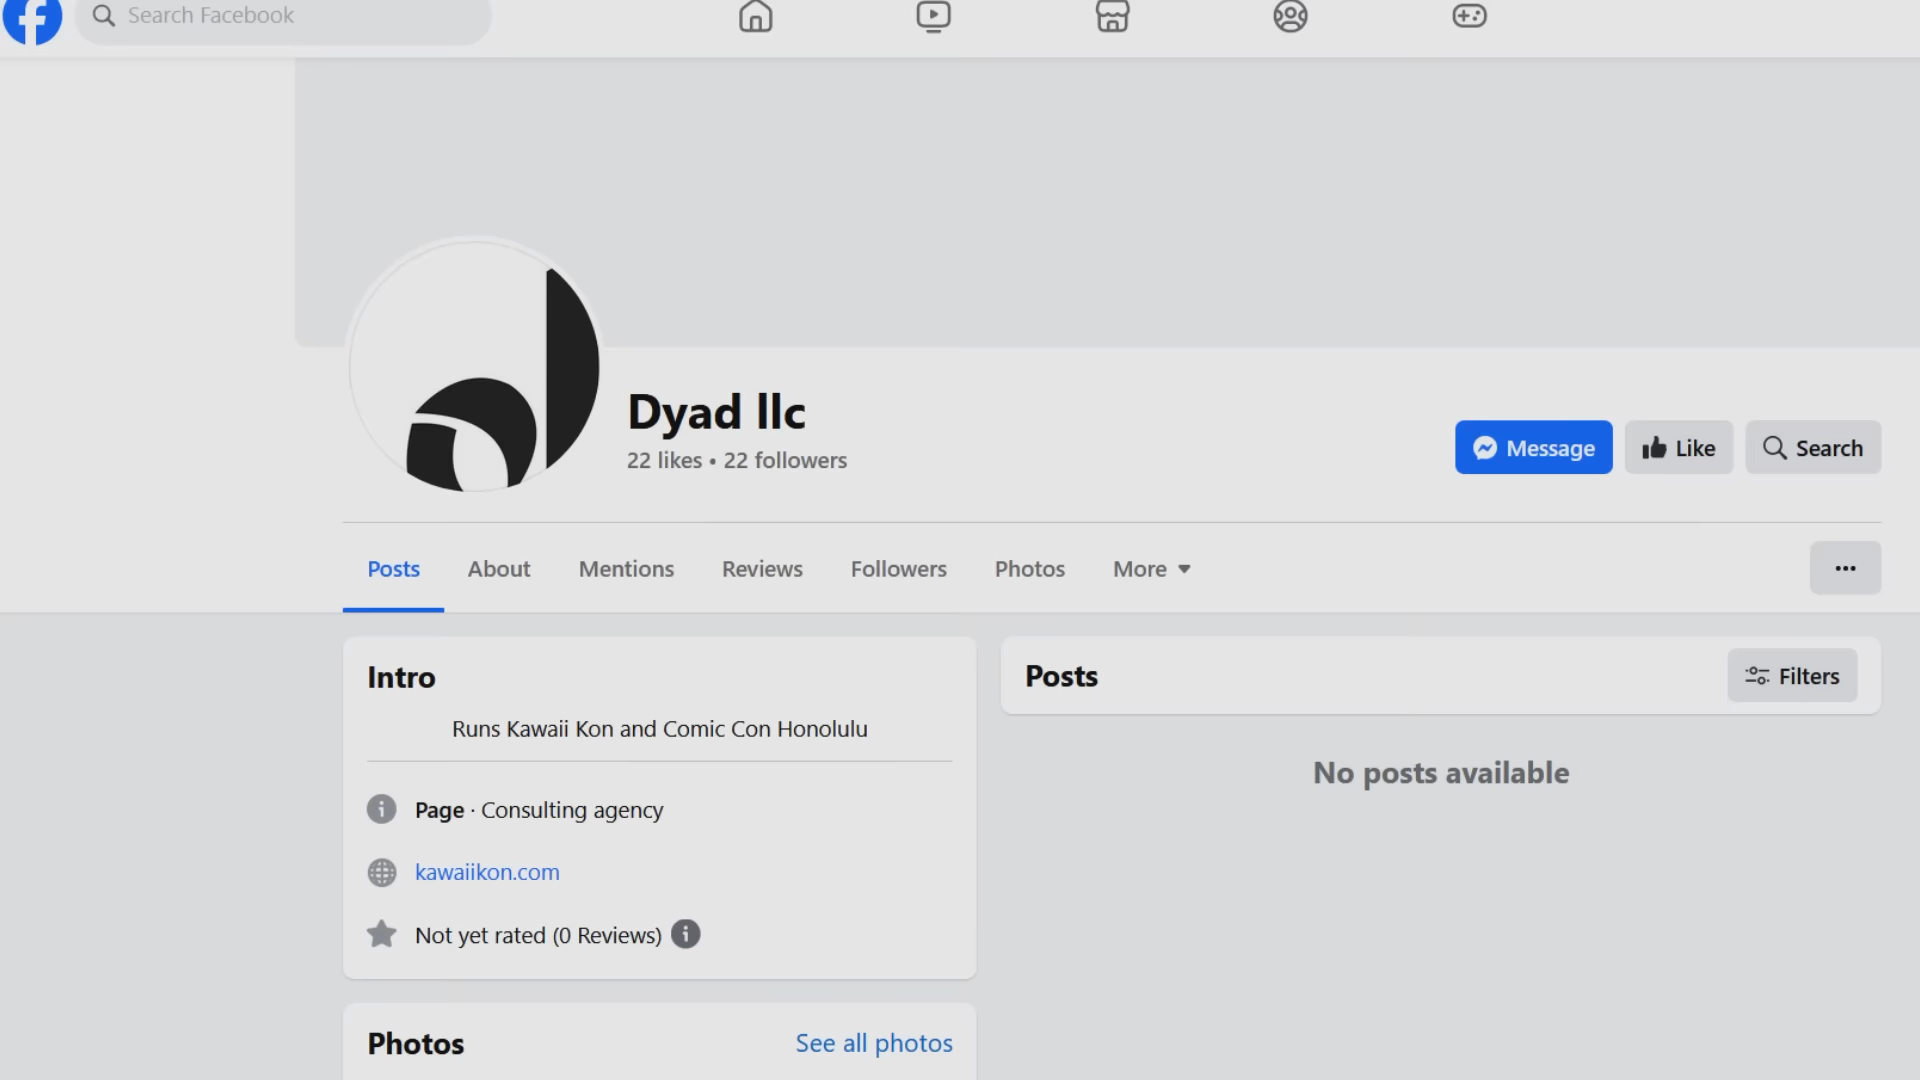 Search Facebook
Dyad llc
22 likes • 22 followers
Message
Like
Search
Posts
About
Mentions
Reviews
Followers
Photos
More
Intro
Runs Kawaii Kon and Comic Con Honolulu
Page · Consulting agency
kawaiikon.com
Not yet rated (0 Reviews)
Photos
See all photos
Posts
Filters
No posts available